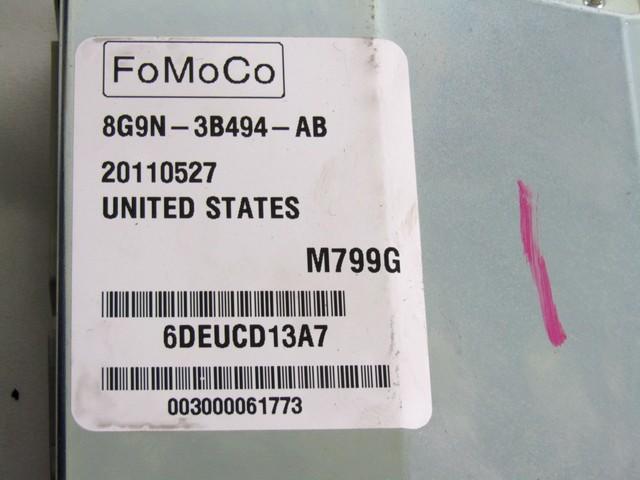 FoMoCo
8G9N-3B494-AB
20110527
UNITED STATES
M799G
6DEUCD13A7
003000061773